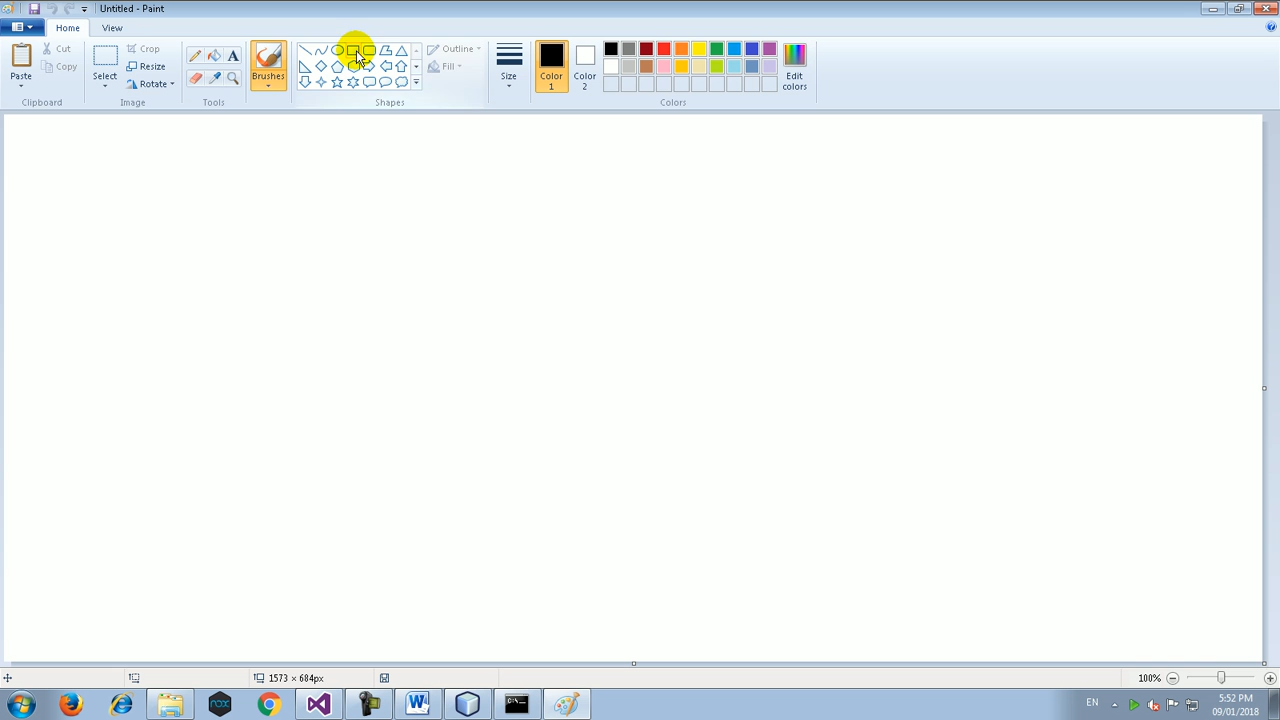 Untitled - Paint
Home View
Paste
Cut
Copy
Clipboard
Select
Crop
Resize
Rotate
Image
A
Tools
Brushes
Shapes
Outline
Fill
Size
Color 1
Color 2
Edit colors
Colors
1573 × 684px
100%
nox
W
EN
5:52 PM
09/01/2018